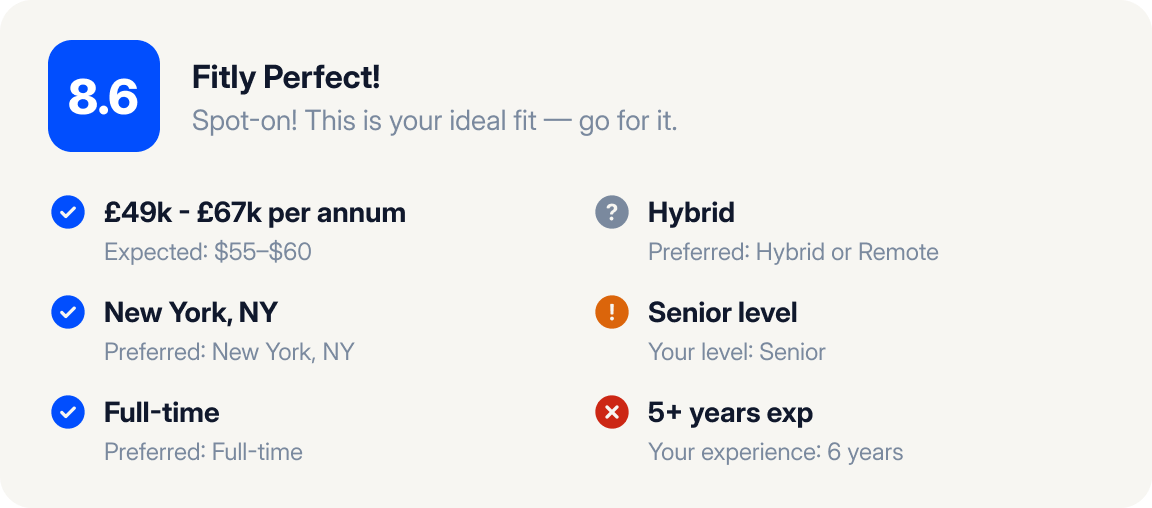 8.6
Fitly Perfect!
Spot-on! This is your ideal fit — go for it.
£49k - £67k per annum
Expected: $55–$60
New York, NY
Preferred: New York, NY
Full-time
Preferred: Full-time
Hybrid
Preferred: Hybrid or Remote
Senior level
Your level: Senior
5+ years exp
Your experience: 6 years